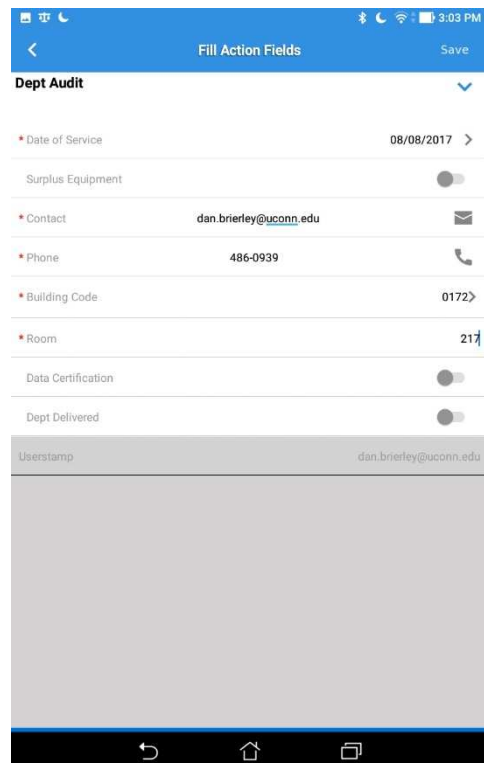 3:03 PM
Fill Action Fields Save
Dept Audit
* Date of Service 08/08/2017 >
Surplus Equipment
* Contact dan.brierley@uconn.edu
* Phone 486-0939
* Building Code 0172>
* Room 217
Data Certification
Dept Delivered
Userstamp dan.brierley@uconn.edu